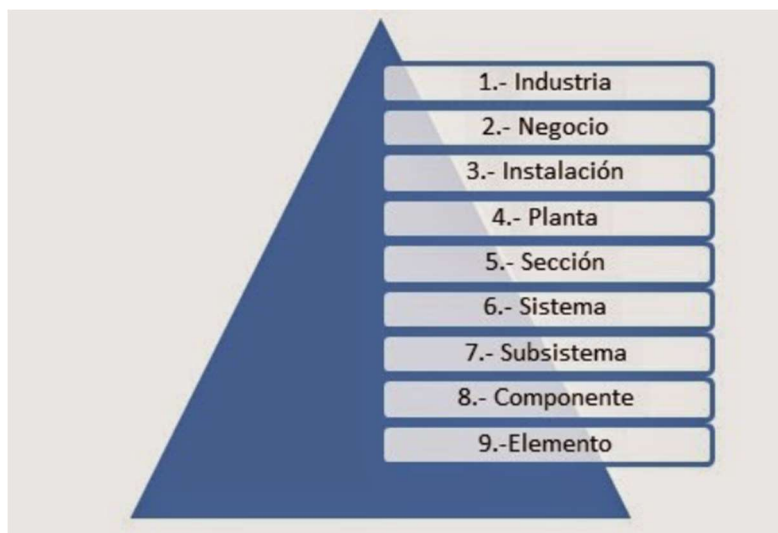 1.- Industria
2.- Negocio
3.- Instalación
4.- Planta
5.- Sección
6.- Sistema
7.- Subsistema
8.- Componente
9.-Elemento